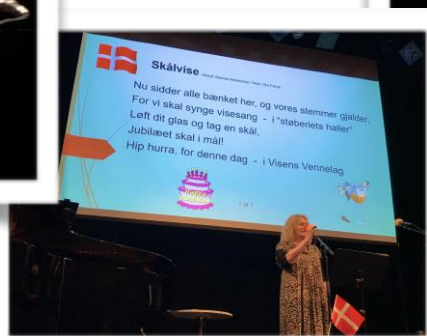 Skålvise
Nu sidder alle bænket her, og vores stemmer gjalder,
For vi skal synge visesang - i "støberiets haller"
Løft dit glas og tag en skål,
Jubilæet skal i mål!
Hip hurra, for denne dag - i Visens Vennelag